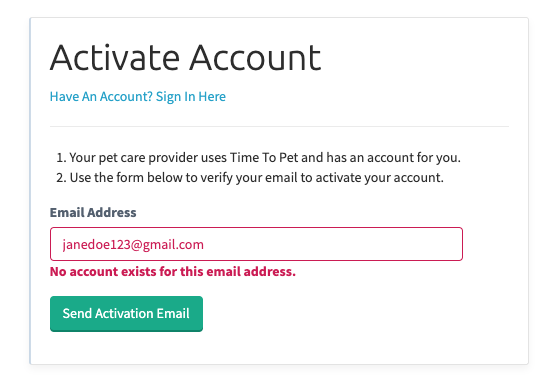 Activate Account
Have An Account? Sign In Here
1. Your pet care provider uses Time To Pet and has an account for you.
2. Use the form below to verify your email to activate your account.
Email Address
janedoe123@gmail.com
No account exists for this email address.
Send Activation Email